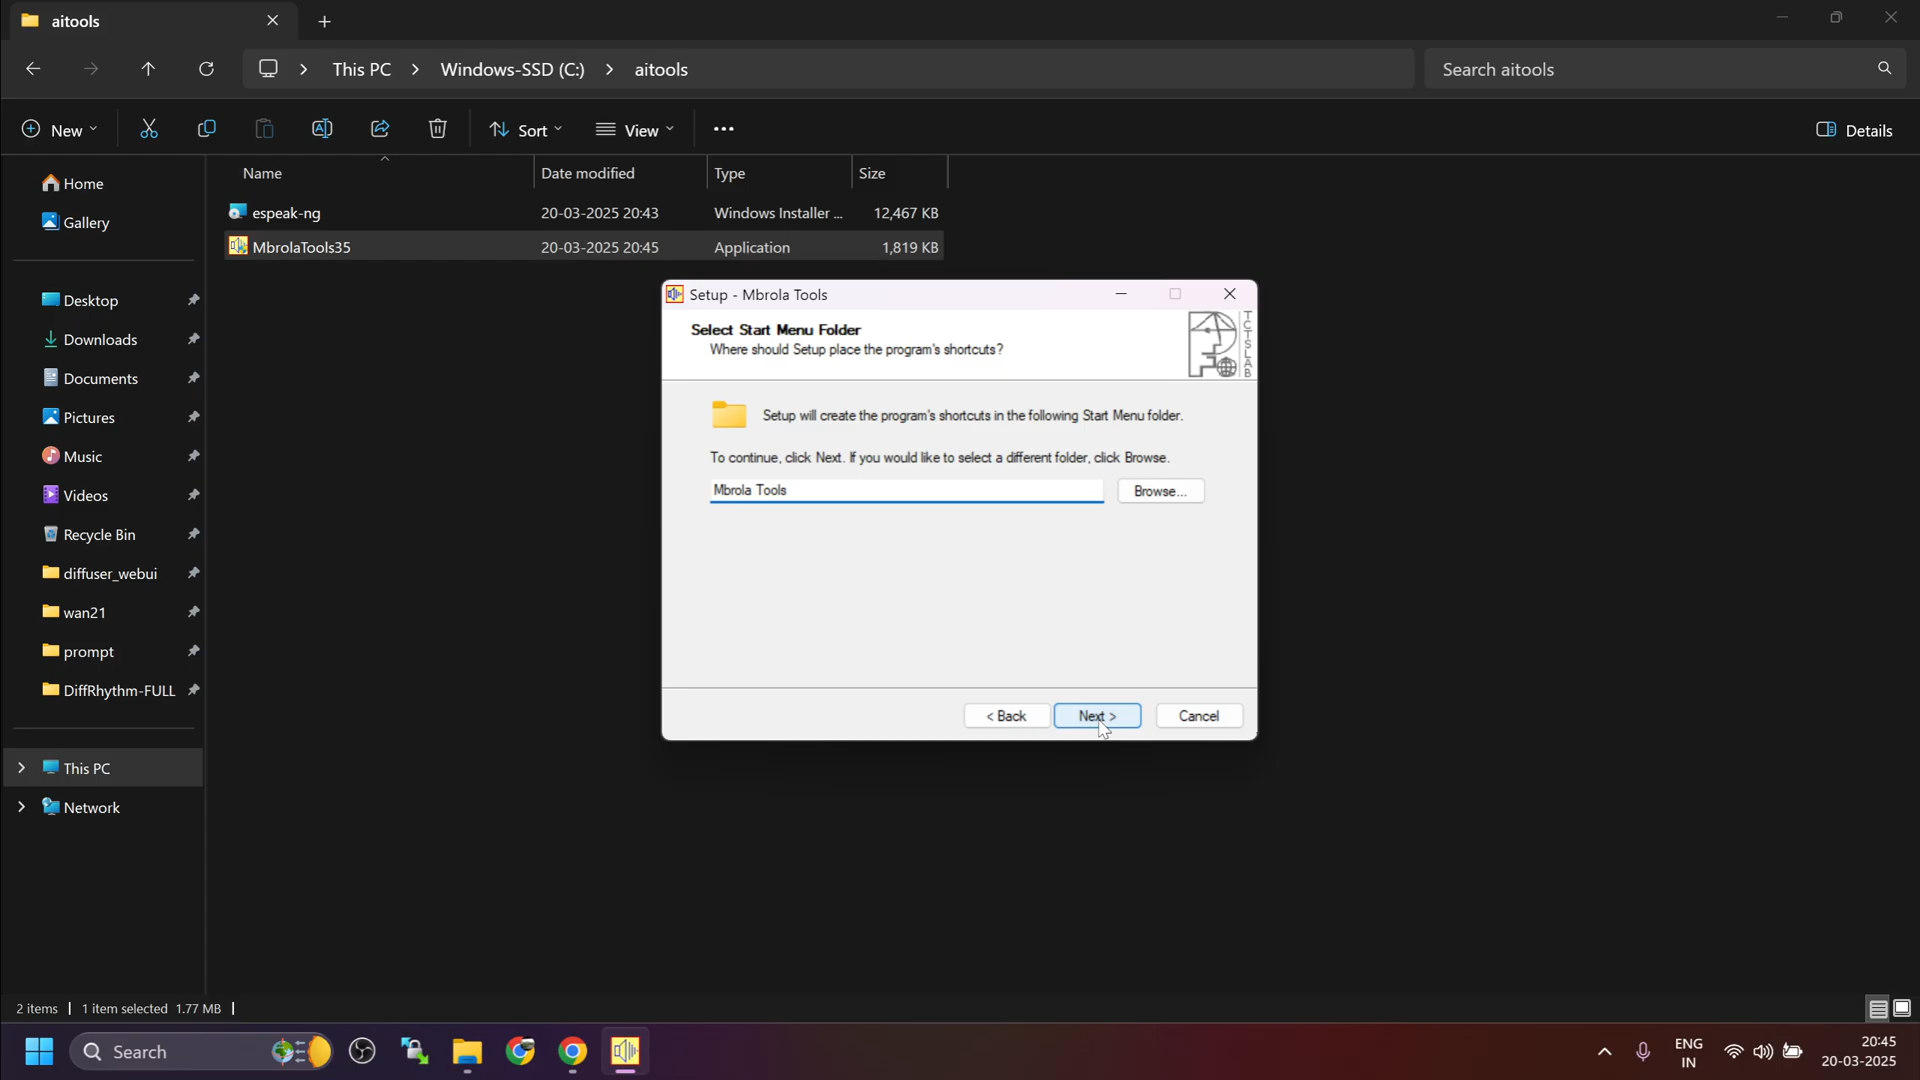 aitools
This PC
Windows-SSD (C:)
aitools
Search aitools
New
Sort
View
Details
Name
Date modified
Type
Size
espeak-ng
20-03-2025 20:43
Windows Installer ...
12,467 KB
MbrolaTools35
20-03-2025 20:45
Application
1,819 KB
Home
Gallery
Desktop
Downloads
Documents
Pictures
Music
Videos
Recycle Bin
diffuser_webui
wan21
prompt
DiffRhythm-FULL
This PC
Network
Setup - Mbrola Tools
Select Start Menu Folder
Where should Setup place the program's shortcuts?
TCTSLAB
Setup will create the program's shortcuts in the following Start Menu folder.
To continue, click Next. If you would like to select a different folder, click Browse.
Mbrola Tools
Browse...
< Back
Next >
Cancel
2 items
1 item selected 1.77 MB
Search
ENG
IN
20:45
20-03-2025